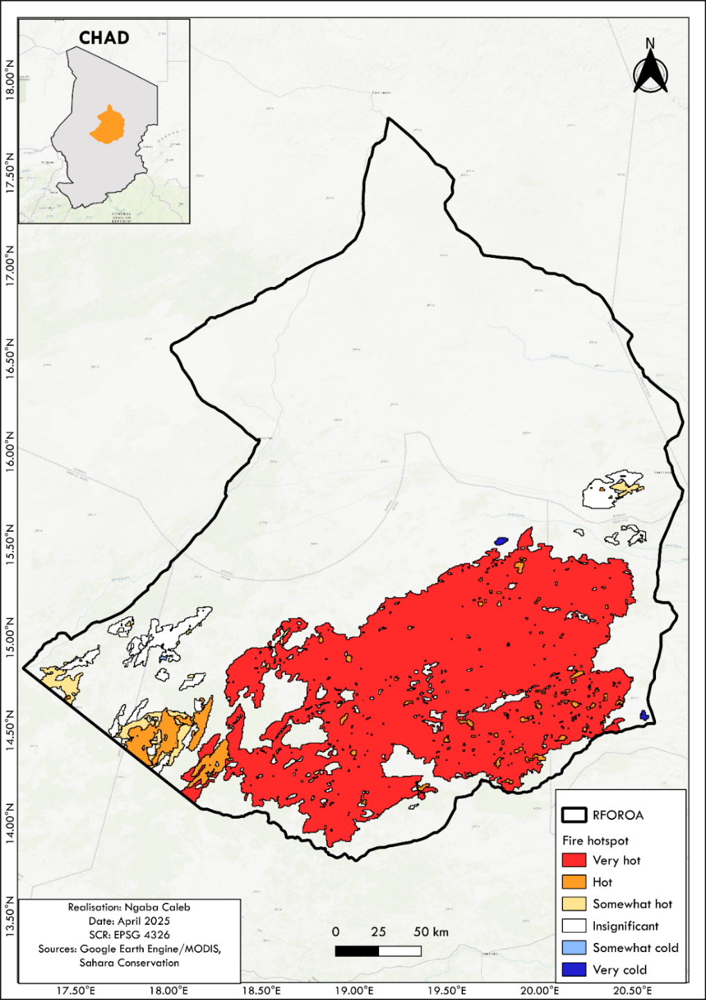 CHAD
CENTRAL
AFRICAN
REPUBLIC
N
18.00°N
17.50°N
17.00°N
16.50°N
16.00°N
15.50°N
15.00°N
14.50°N
14.00°N
13.50°N
RFOROA
Fire hotspot
Very hot
Hot
Somewhat hot
Insignificant
Somewhat cold
Very cold
Realisation: Ngaba Caleb
Date: April 2025
SCR: EPSG 4326
Sources: Google Earth Engine/MODIS,
Sahara Conservation
0 25 50 km
17.50°E 18.00°E 18.50°E 19.00°E 19.50°E 20.00°E 20.50°E